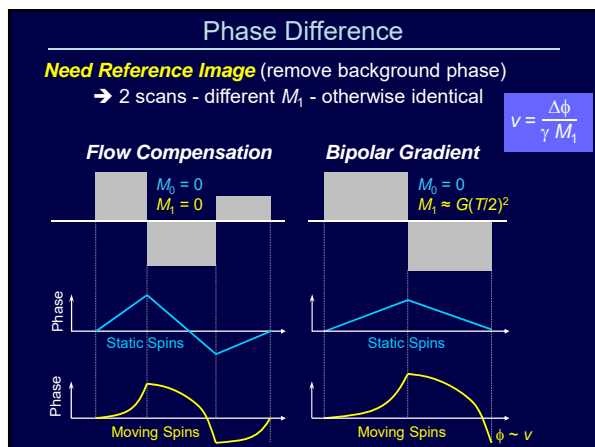 Phase Difference
Need Reference Image (remove background phase)
➔ 2 scans - different M₁ - otherwise identical
v = Δϕ / γ M₁
Flow Compensation
Bipolar Gradient
M₀ = 0
M₁ = 0
M₀ = 0
M₁ ≈ G(T/2)²
Phase
Static Spins
Phase
Static Spins
Phase
Moving Spins
Phase
Moving Spins
ϕ ~ v